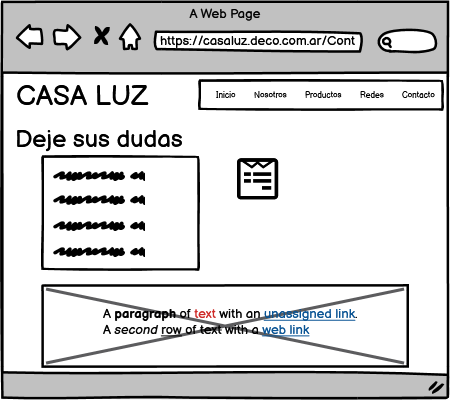 A Web Page
https://casaluz.deco.com.ar/Cont
CASA LUZ
Inicio Nosotros Productos Redes Contacto
Deje sus dudas
A paragraph of text with an unassigned link.
A second row of text with a web link